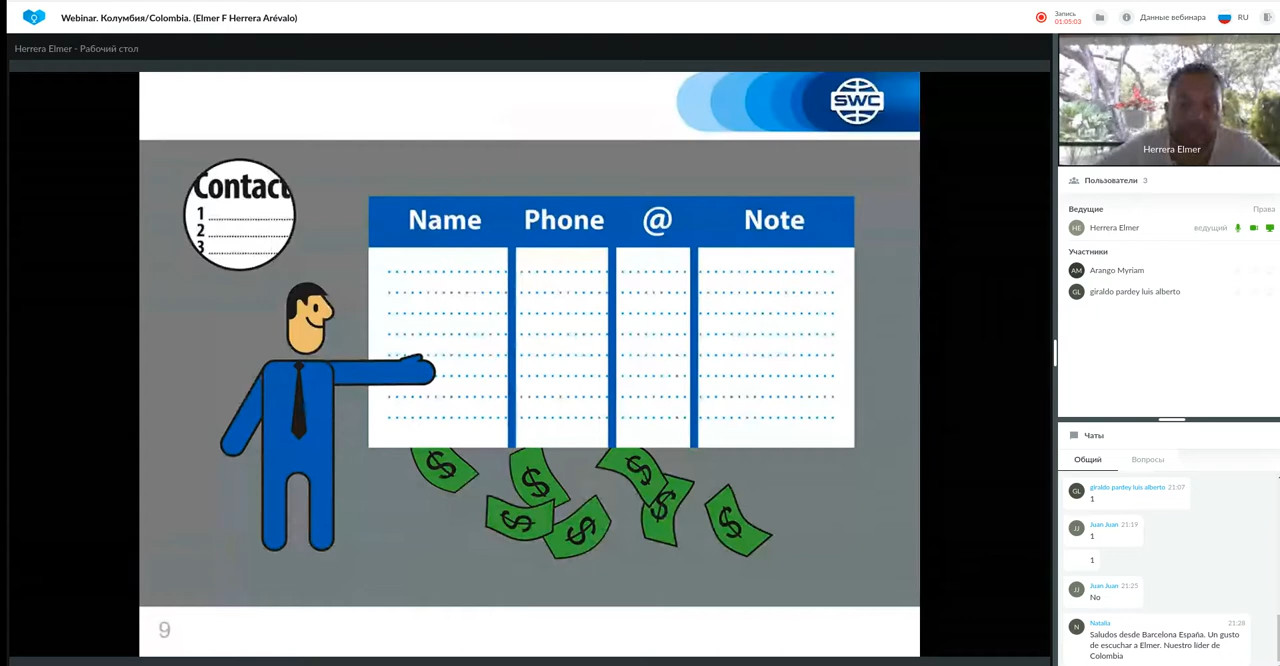 Webinar. Колумбия/Colombia. (Elmer F Herrera Arévalo)
Запись
01:05:03
Данные вебинара
RU
Herrera Elmer - Рабочий стол
SWC
Contact
1
2
3
Name Phone @ Note
$ $ $ $ $ $ $
9
Herrera Elmer
Пользователи 3
Ведущие Права
HE Herrera Elmer ведущий
Участники
AM Arango Myriam
GL giraldo pardey luis alberto
Чаты
Общий Вопросы
GL giraldo pardey luis alberto 21:07
1
JJ Juan Juan 21:19
1
1
JJ Juan Juan 21:25
No
N Natalia 21:28
Saludos desde Barcelona España. Un gusto
de escuchar a Elmer. Nuestro líder de
Colombia